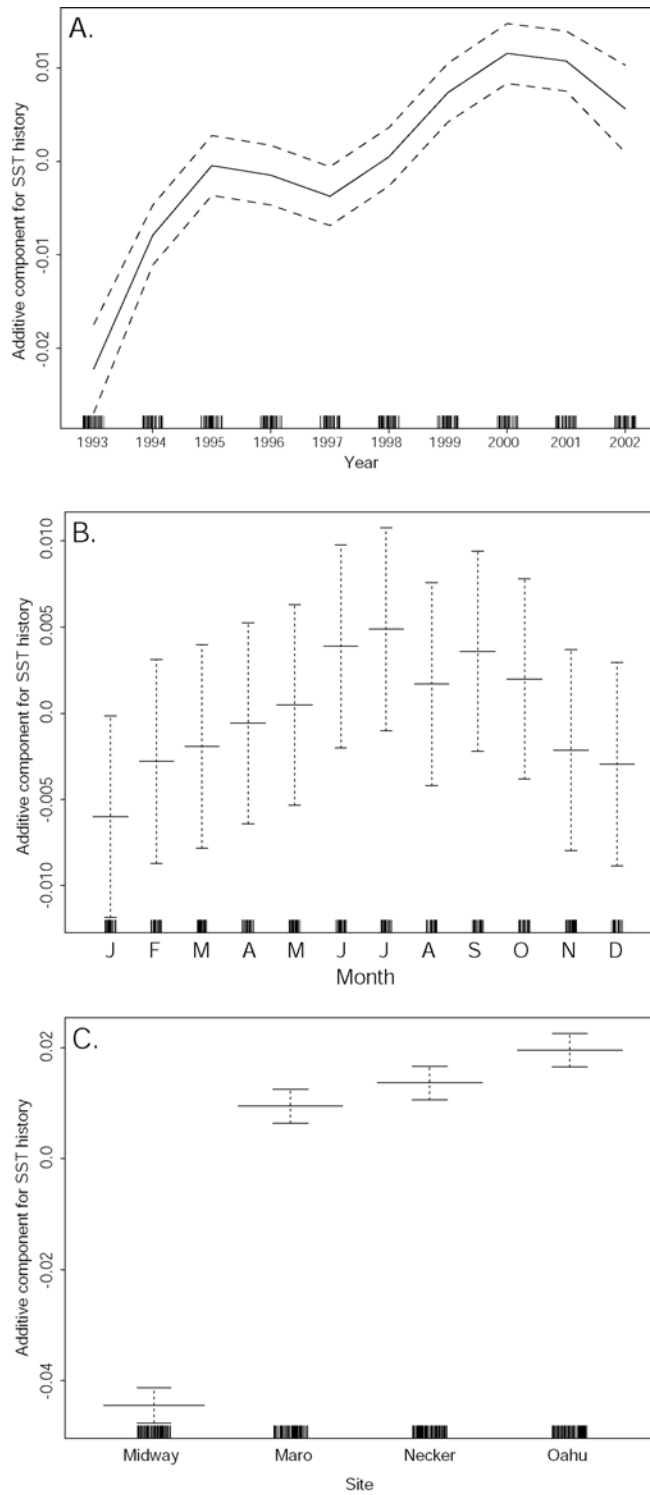 A.
Additive component for SST history
0.01
0.0
-0.01
-0.02
1993 1994 1995 1996 1997 1998 1999 2000 2001 2002
Year
B.
Additive component for SST history
0.010
0.005
0.0
-0.005
-0.010
J F M A M J J A S O N D
Month
C.
Additive component for SST history
0.02
0.0
-0.02
-0.04
Midway Maro Necker Oahu
Site